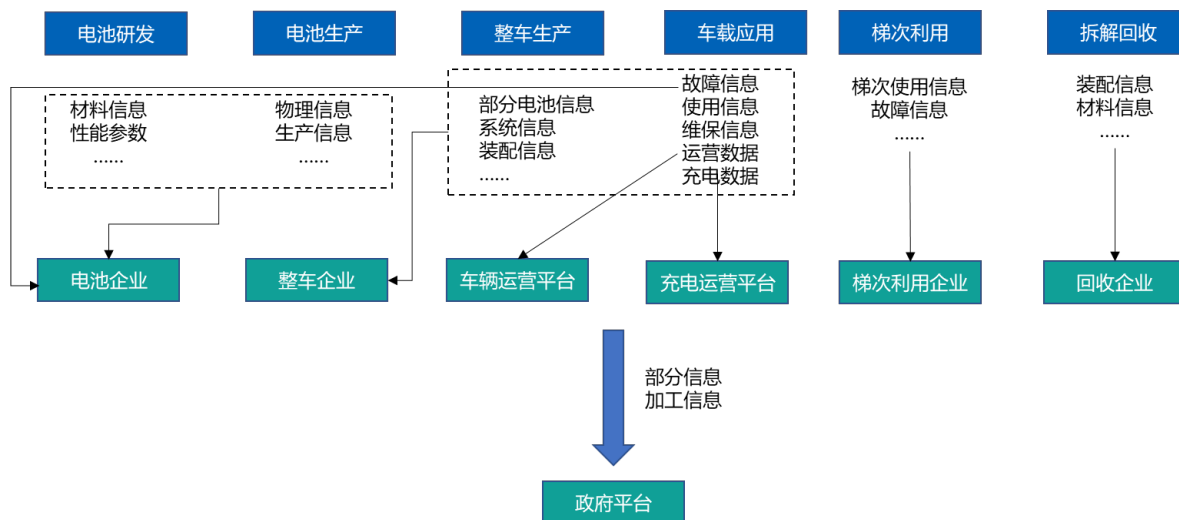 电池研发
电池生产
整车生产
车载应用
梯次利用
拆解回收
材料信息
性能参数
......
物理信息
生产信息
......
部分电池信息
系统信息
装配信息
......
故障信息
使用信息
维保信息
运营数据
充电数据
梯次使用信息
故障信息
......
装配信息
材料信息
......
电池企业
整车企业
车辆运营平台
充电运营平台
梯次利用企业
回收企业
部分信息
加工信息
政府平台